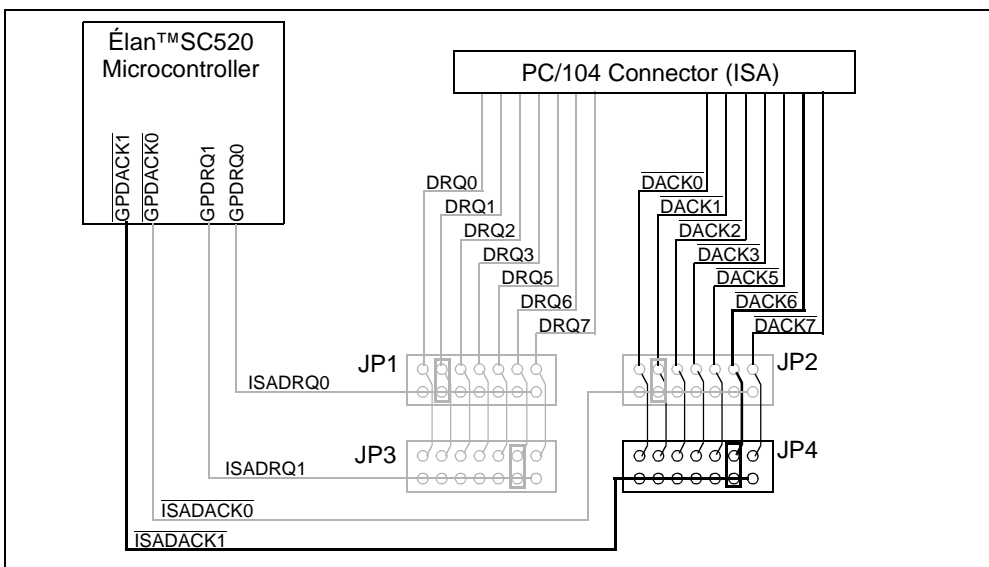 Élan™SC520
Microcontroller
PC/104 Connector (ISA)
GPDACK1
GPDACK0
GPDRQ1
GPDRQ0
DRQ0
DRQ1
DRQ2
DRQ3
DRQ5
DRQ6
DRQ7
DACK0
DACK1
DACK2
DACK3
DACK5
DACK6
DACK7
JP1
JP2
ISADRQ0
JP3
JP4
ISADRQ1
ISADACK0
ISADACK1